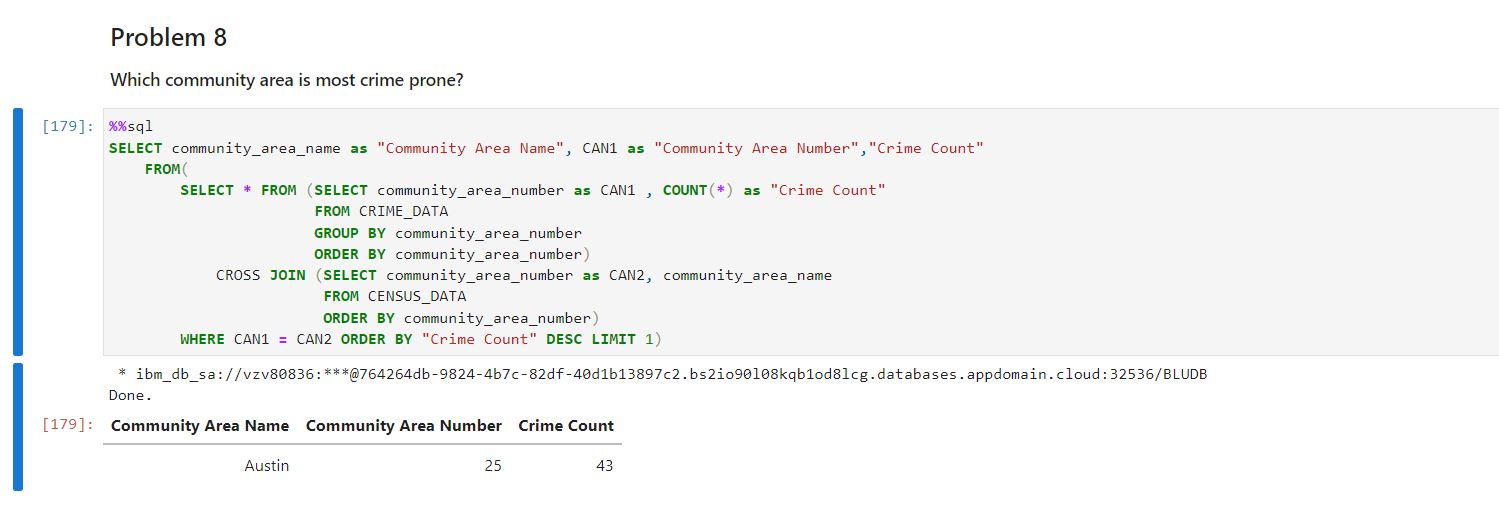 Problem 8
Which community area is most crime prone?
[179]: %%sql
SELECT community_area_name as "Community Area Name", CAN1 as "Community Area Number","Crime Count"
    FROM(
        SELECT * FROM (SELECT community_area_number as CAN1 , COUNT(*) as "Crime Count"
                       FROM CRIME_DATA
                       GROUP BY community_area_number
                       ORDER BY community_area_number)
            CROSS JOIN (SELECT community_area_number as CAN2, community_area_name
                        FROM CENSUS_DATA
                        ORDER BY community_area_number)
        WHERE CAN1 = CAN2 ORDER BY "Crime Count" DESC LIMIT 1)
* ibm_db_sa://vzv80836:***@764264db-9824-4b7c-82df-40d1b13897c2.bs2io90l08kqb1od8lcg.databases.appdomain.cloud:32536/BLUDB
Done.
[179]: Community Area Name Community Area Number Crime Count
Austin 25 43